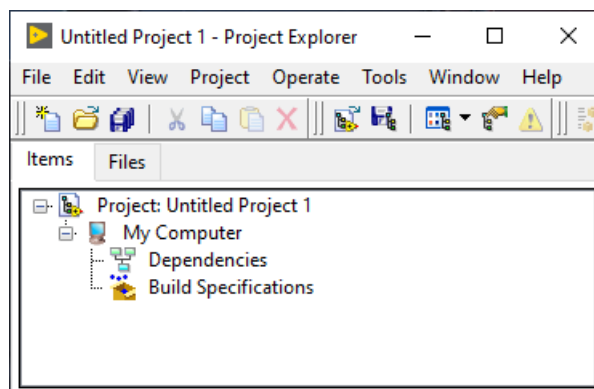 Untitled Project 1 - Project Explorer
File Edit View Project Operate Tools Window Help
Items Files
Project: Untitled Project 1
My Computer
Dependencies
Build Specifications